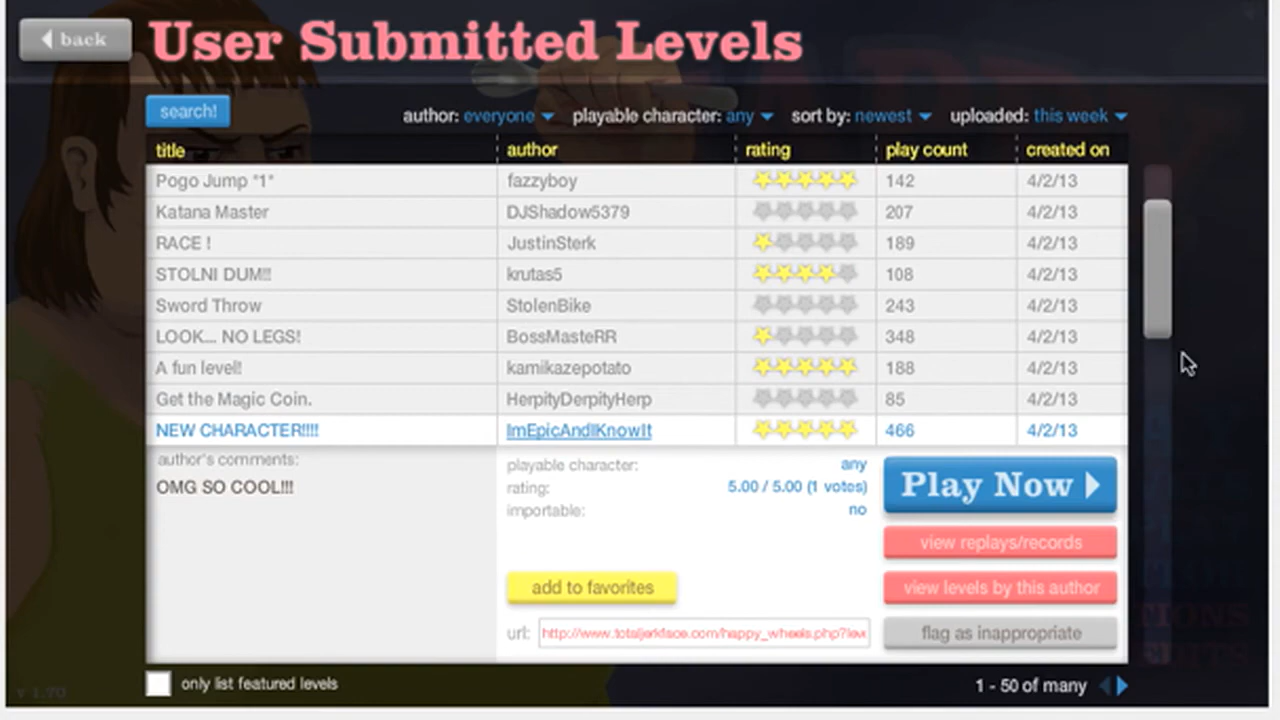 back
User Submitted Levels
search!
author: everyone playable character: any sort by: newest uploaded: this week
title author rating play count created on
Pogo Jump "1" fazzyboy 142 4/2/13
Katana Master DJShadow5379 207 4/2/13
RACE ! JustinSterk 189 4/2/13
STOLNI DUM!!! krutas5 108 4/2/13
Sword Throw StolenBike 243 4/2/13
LOOK... NO LEGS! BossMasteRR 348 4/2/13
A fun level! kamikazepotato 188 4/2/13
Get the Magic Coin. HerpityDerpityHerp 85 4/2/13
NEW CHARACTER!!!! ImEpicAndIKnowIt 466 4/2/13
author's comments:
OMG SO COOL!!!
playable character: any
rating: 5.00 / 5.00 (1 votes)
importable: no
Play Now
view replays/records
add to favorites
view levels by this author
url: http://www.totaljerkface.com/happy_wheels.php?leve
flag as inappropriate
only list featured levels
1 - 50 of many
v 1.70